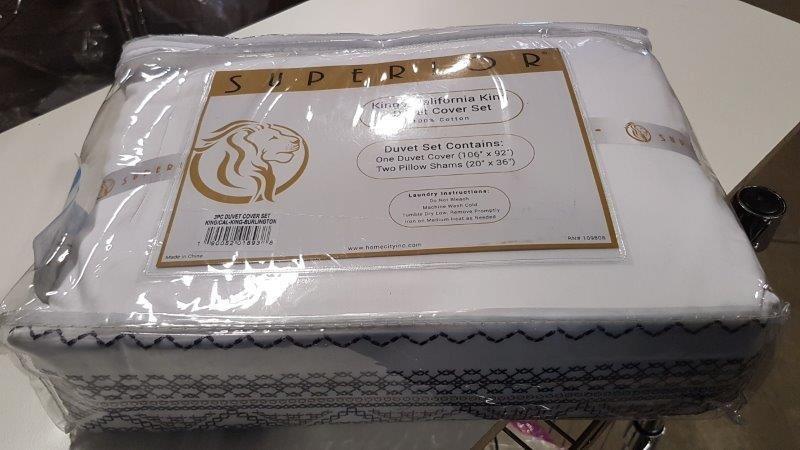 SUPERIOR
King/California King
Duvet Cover Set
100% Cotton
Duvet Set Contains:
One Duvet Cover (106" x 92")
Two Pillow Shams (20" x 36")
Laundry Instructions:
Do Not Bleach
Machine Wash Cold
Tumble Dry Low, Remove Promptly
Iron on Medium Heat as Needed
3PC DUVET COVER SET
KING/CAL-KING-BURLINGTON
Made in China
www.homecityinc.com
RN# 109808